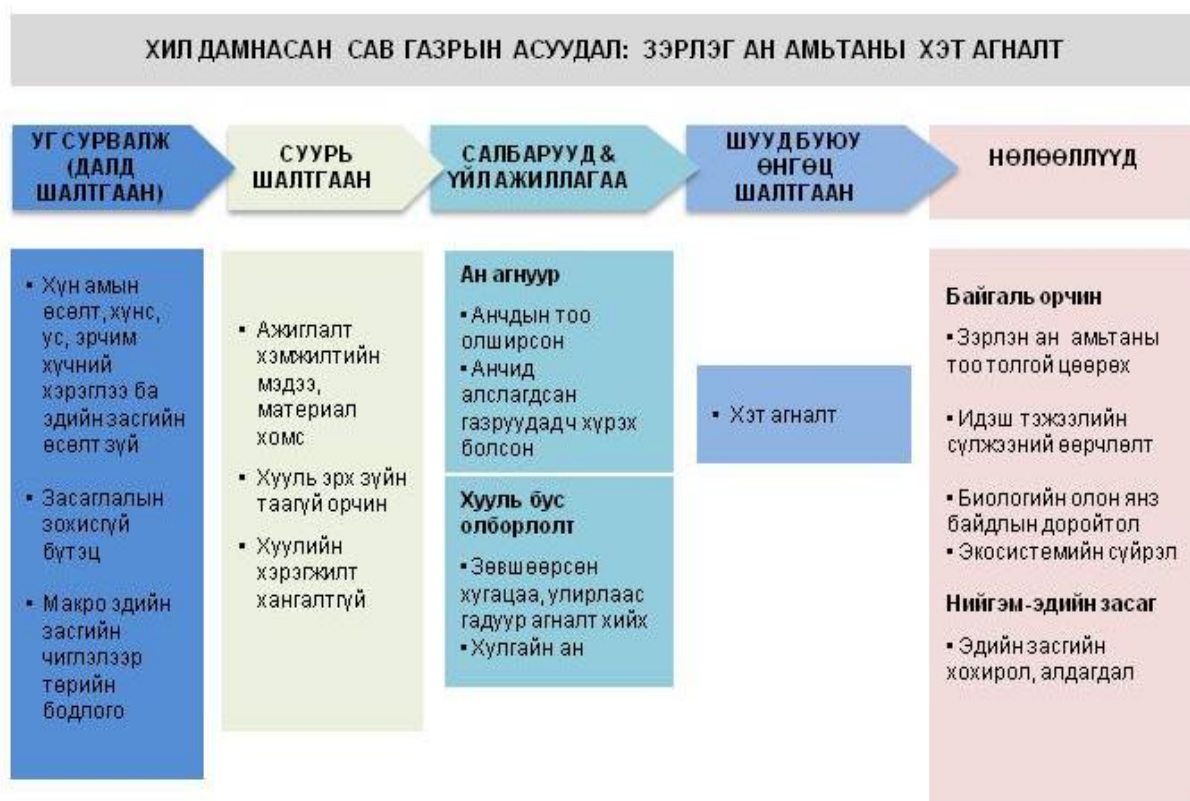 ХИЛ ДАМНАСАН САВ ГАЗРЫН АСУУДАЛ: ЗЭРЛЭГ АН АМЬТАНЫ ХЭТ АГНАЛТ
УГ СУРВАЛЖ
(ДАЛД
ШАЛТГААН)
СУУРЬ
ШАЛТГААН
САЛБАРУУД &
ҮЙЛ АЖИЛЛАГАА
ШУУД БУЮУ
ӨНГӨЦ
ШАЛТГААН
НӨЛӨӨЛЛҮҮД
▪ Хүн амын
өсөлт, хүнс,
ус, эрчим
хүчний
хэрэглээ ба
эдийн засгийн
өсөлт зүй
▪ Засаглалын
зохисгүй
бүтэц
▪ Макро эдийн
засгийн
чиглэлээр
төрийн
бодлого
▪ Ажиглалт
хэмжилтийн
мэдээ,
материал
хомс
▪ Хууль эрх зүйн
таагүй орчин
▪ Хуулийн
хэрэгжилт
хангалтгүй
Ан агнуур
▪ Анчдын тоо
олширсон
▪ Анчид
алслагдсан
газруудад ч хүрэх
болсон
Хууль бус
олборлолт
▪ Зөвшөөрсөн
хугацаа, улирлаас
гадуур агналт хийх
▪ Хулгайн ан
▪ Хэт агналт
Байгаль орчин
▪ Зэрлэн ан амьтаны
тоо толгой цөөрөх
▪ Идэш тэжээлийн
сүлжээний өөрчлөлт
▪ Биологийн олон янз
байдлын доройтол
▪ Экосистемийн сүйрэл
Нийгэм-эдийн засаг
▪ Эдийн засгийн
хохирол, алдагдал